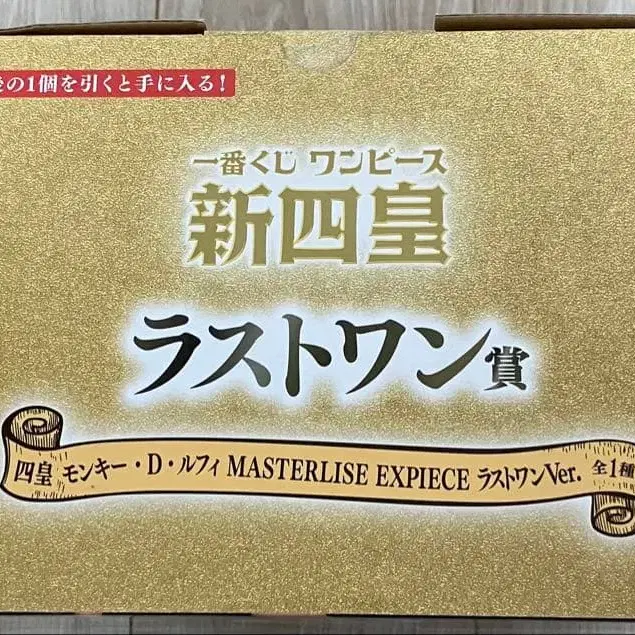 の1個を引くと手に入る!
一番くじ ワンピース
新四皇
ラストワン賞
四皇 モンキー・D・ルフィ MASTERLISE EXPIECE ラストワンVer. 全1種